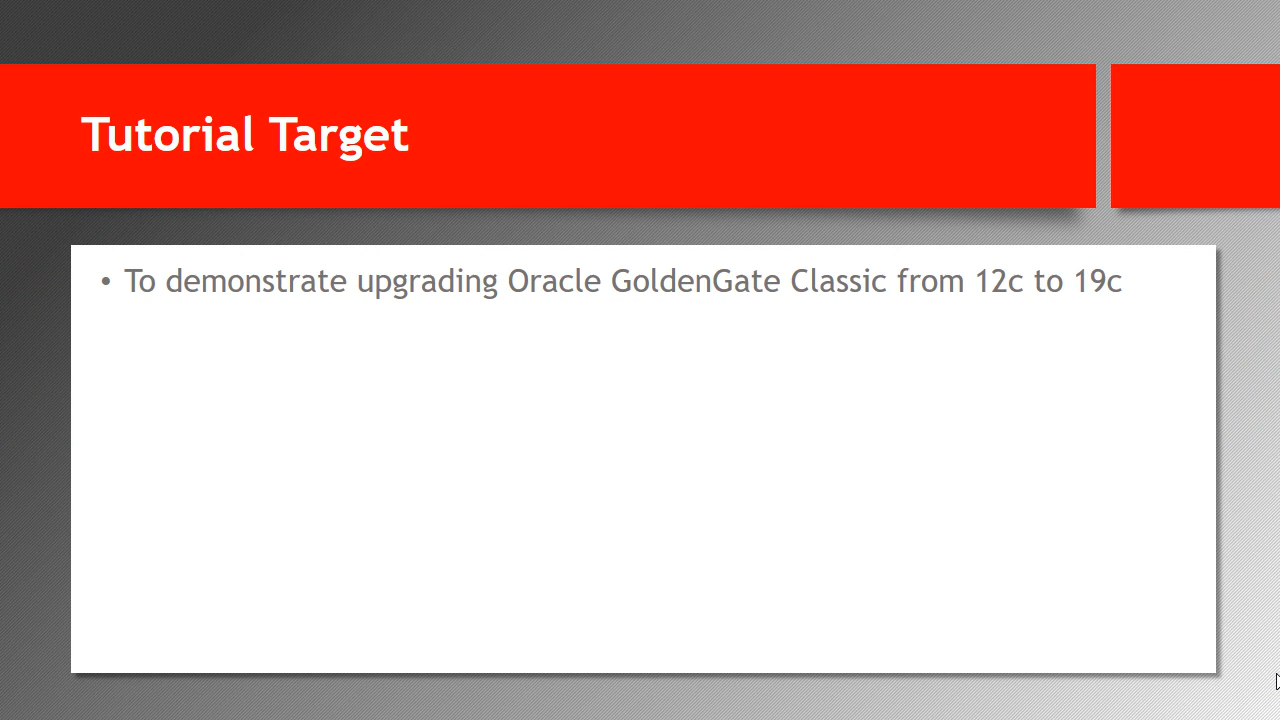 Tutorial Target
• To demonstrate upgrading Oracle GoldenGate Classic from 12c to 19c